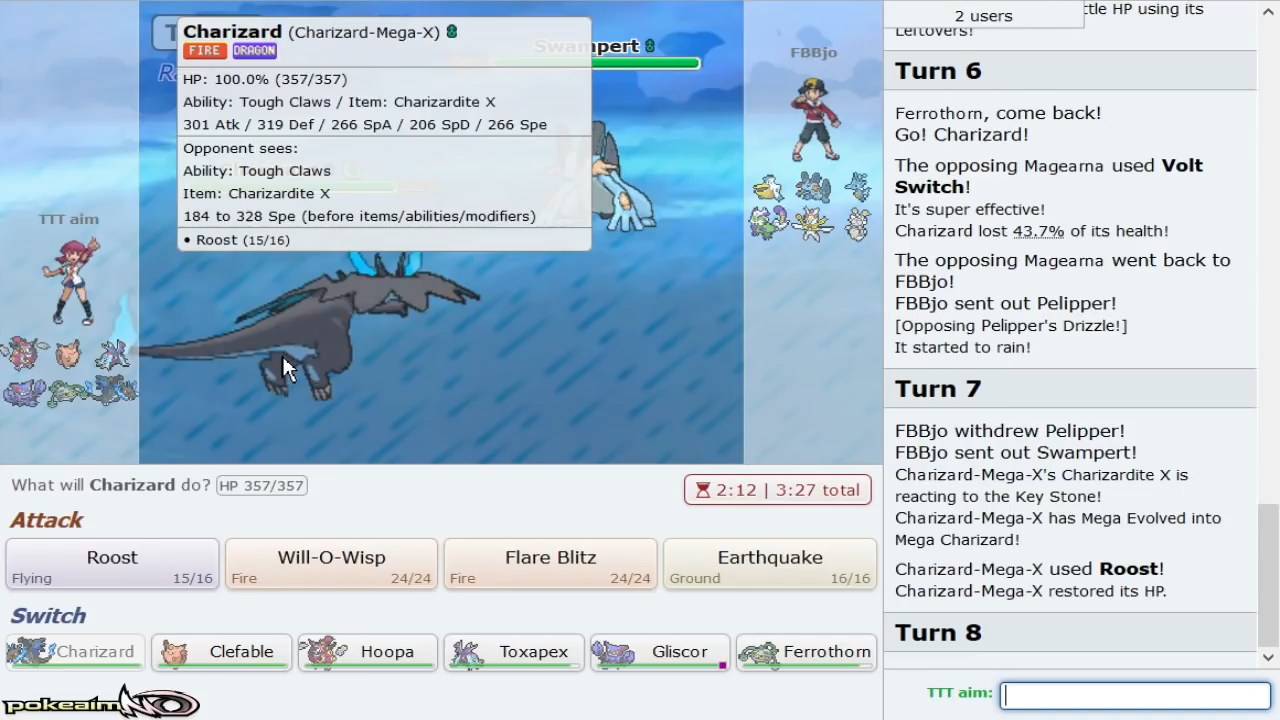 Charizard (Charizard-Mega-X)
FIRE DRAGON
HP: 100.0% (357/357)
Ability: Tough Claws / Item: Charizardite X
301 Atk / 319 Def / 266 SpA / 206 SpD / 266 Spe
Opponent sees:
Ability: Tough Claws
Item: Charizardite X
184 to 328 Spe (before items/abilities/modifiers)
• Roost (15/16)
Swampert
FBBjo
TTT aim
What will Charizard do? HP 357/357
2:12 | 3:27 total
Attack
Roost
Flying 15/16
Will-O-Wisp
Fire 24/24
Flare Blitz
Fire 24/24
Earthquake
Ground 16/16
Switch
Charizard
Clefable
Hoopa
Toxapex
Gliscor
Ferrothorn
pokeaim
2 users
ttle HP using its
Leftovers!
Turn 6
Ferrothorn, come back!
Go! Charizard!
The opposing Magearna used Volt
Switch!
It's super effective!
Charizard lost 43.7% of its health!
The opposing Magearna went back to
FBBjo!
FBBjo sent out Pelipper!
[Opposing Pelipper's Drizzle!]
It started to rain!
Turn 7
FBBjo withdrew Pelipper!
FBBjo sent out Swampert!
Charizard-Mega-X's Charizardite X is
reacting to the Key Stone!
Charizard-Mega-X has Mega Evolved into
Mega Charizard!
Charizard-Mega-X used Roost!
Charizard-Mega-X restored its HP.
Turn 8
TTT aim: